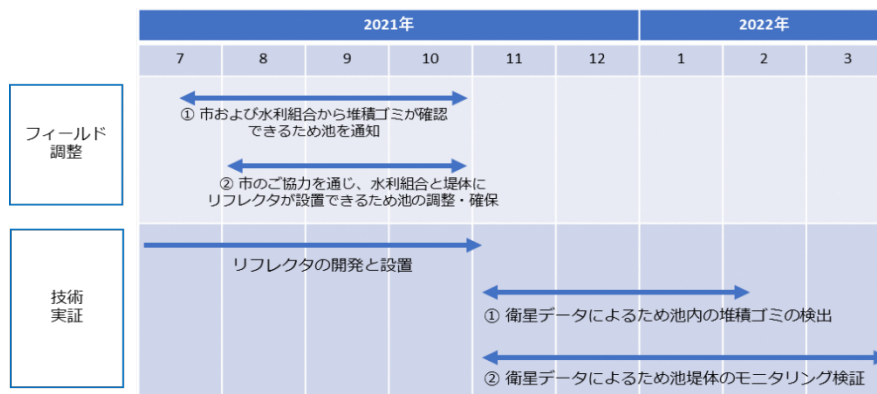 2021年
2022年
7
8
9
10
11
12
1
2
3
フィールド
調整
① 市および水利組合から堆積ゴミが確認
できるため池を通知
② 市のご協力を通じ、水利組合と堤体に
リフレクタが設置できるため池の調整・確保
技術
実証
リフレクタの開発と設置
① 衛星データによるため池内の堆積ゴミの検出
② 衛星データによるため池堤体のモニタリング検証